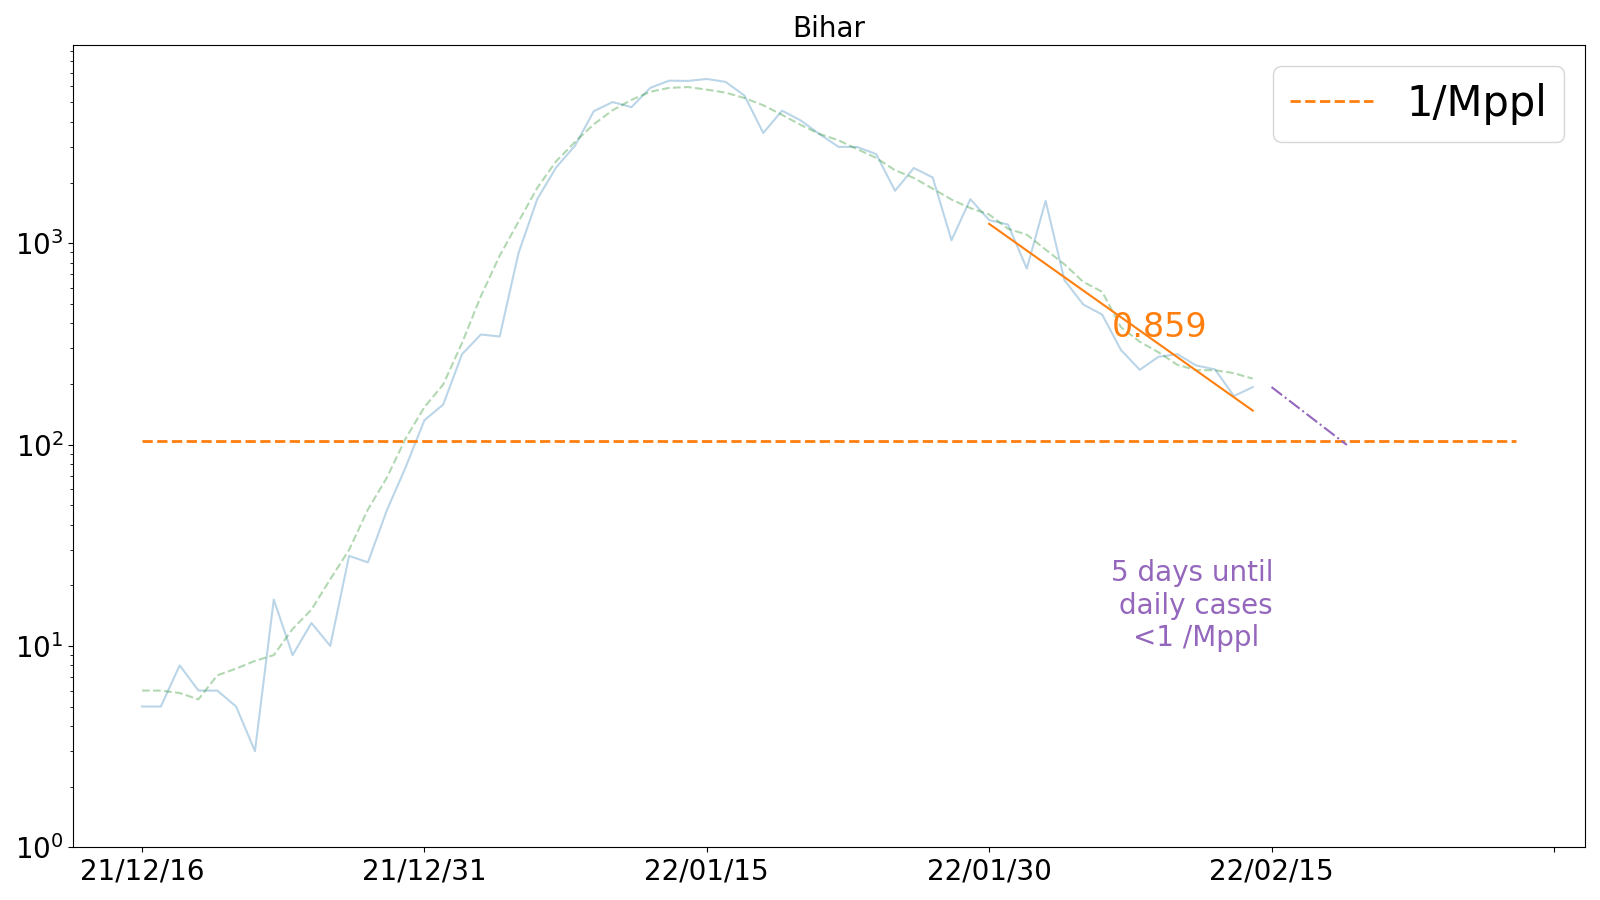 Bihar
1/Mppl
10³
10²
10¹
10⁰
0.859
5 days until
daily cases
<1 /Mppl
21/12/16
21/12/31
22/01/15
22/01/30
22/02/15